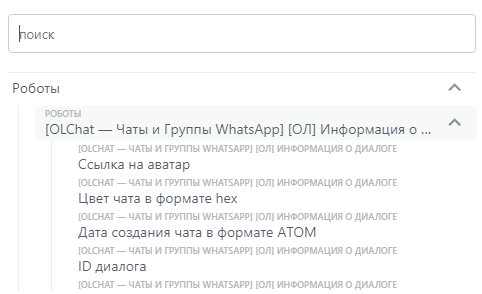 поиск
Роботы
РОБОТЫ
[OLChat — Чаты и Группы WhatsApp] [ОЛ] Информация о ...
[OLCHAT — ЧАТЫ И ГРУППЫ WHATSAPP] [ОЛ] ИНФОРМАЦИЯ О ДИАЛОГЕ
Ссылка на аватар
[OLCHAT — ЧАТЫ И ГРУППЫ WHATSAPP] [ОЛ] ИНФОРМАЦИЯ О ДИАЛОГЕ
Цвет чата в формате hex
[OLCHAT — ЧАТЫ И ГРУППЫ WHATSAPP] [ОЛ] ИНФОРМАЦИЯ О ДИАЛОГЕ
Дата создания чата в формате ATOM
[OLCHAT — ЧАТЫ И ГРУППЫ WHATSAPP] [ОЛ] ИНФОРМАЦИЯ О ДИАЛОГЕ
ID диалога
[OLCHAT — ЧАТЫ И ГРУППЫ WHATSAPP] [ОЛ] ИНФОРМАЦИЯ О ДИАЛОГЕ